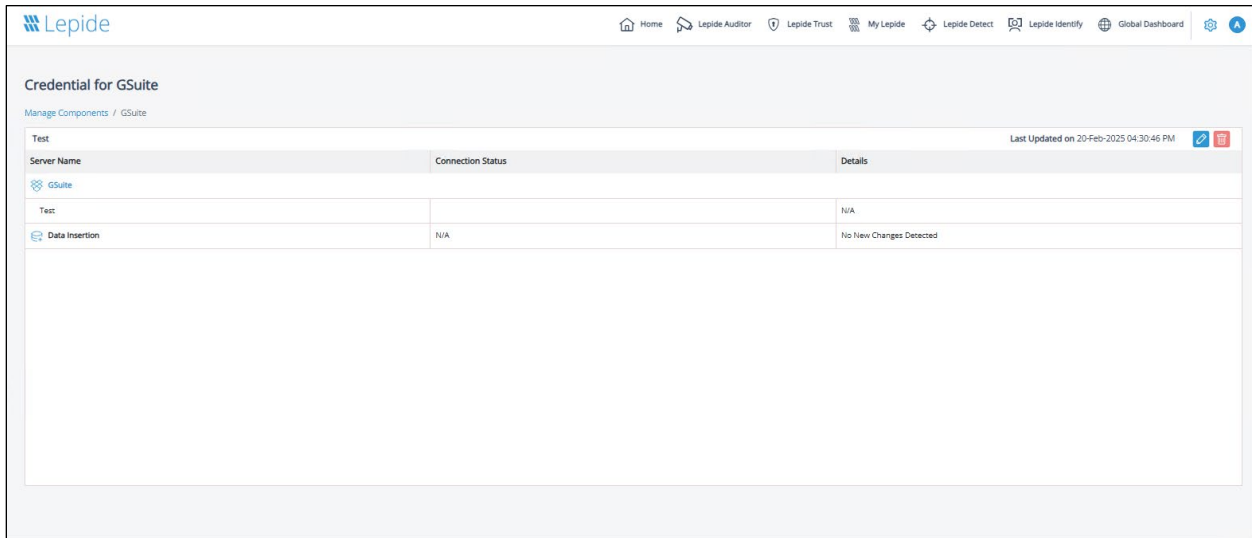 Lepide
Home Lepide Auditor Lepide Trust My Lepide Lepide Detect Lepide Identify Global Dashboard A
Credential for GSuite
Manage Components / GSuite
Test Last Updated on 20-Feb-2025 04:30:46 PM
Server Name Connection Status Details
GSuite
Test N/A
Data Insertion N/A No New Changes Detected